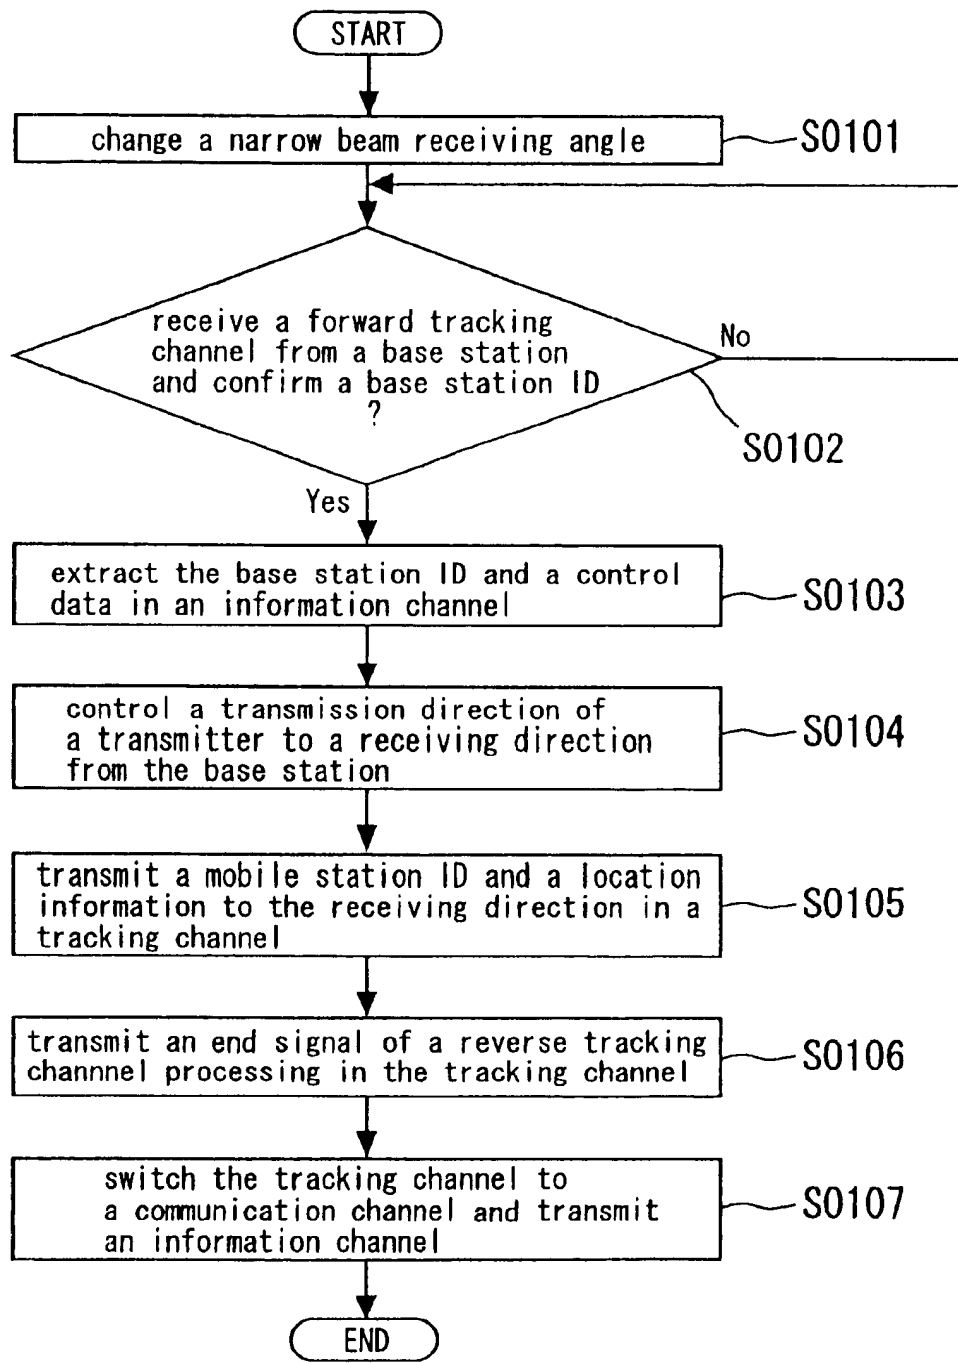 START
change a narrow beam receiving angle
S0101
receive a forward tracking
channel from a base station
and confirm a base station ID
?
No
S0102
Yes
extract the base station ID and a control
data in an information channel
S0103
control a transmission direction of
a transmitter to a receiving direction
from the base station
S0104
transmit a mobile station ID and a location
information to the receiving direction in a
tracking channel
S0105
transmit an end signal of a reverse tracking
channnel processing in the tracking channel
S0106
switch the tracking channel to
a communication channel and transmit
an information channel
S0107
END